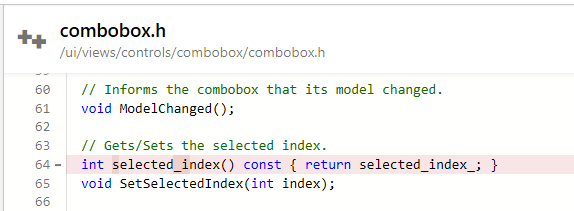 combobox.h
/ui/views/controls/combobox/combobox.h
60 // Informs the combobox that its model changed.
61 void ModelChanged();
62
63 // Gets/Sets the selected index.
64 - int selected_index() const { return selected_index_; }
65 void SetSelectedIndex(int index);
66